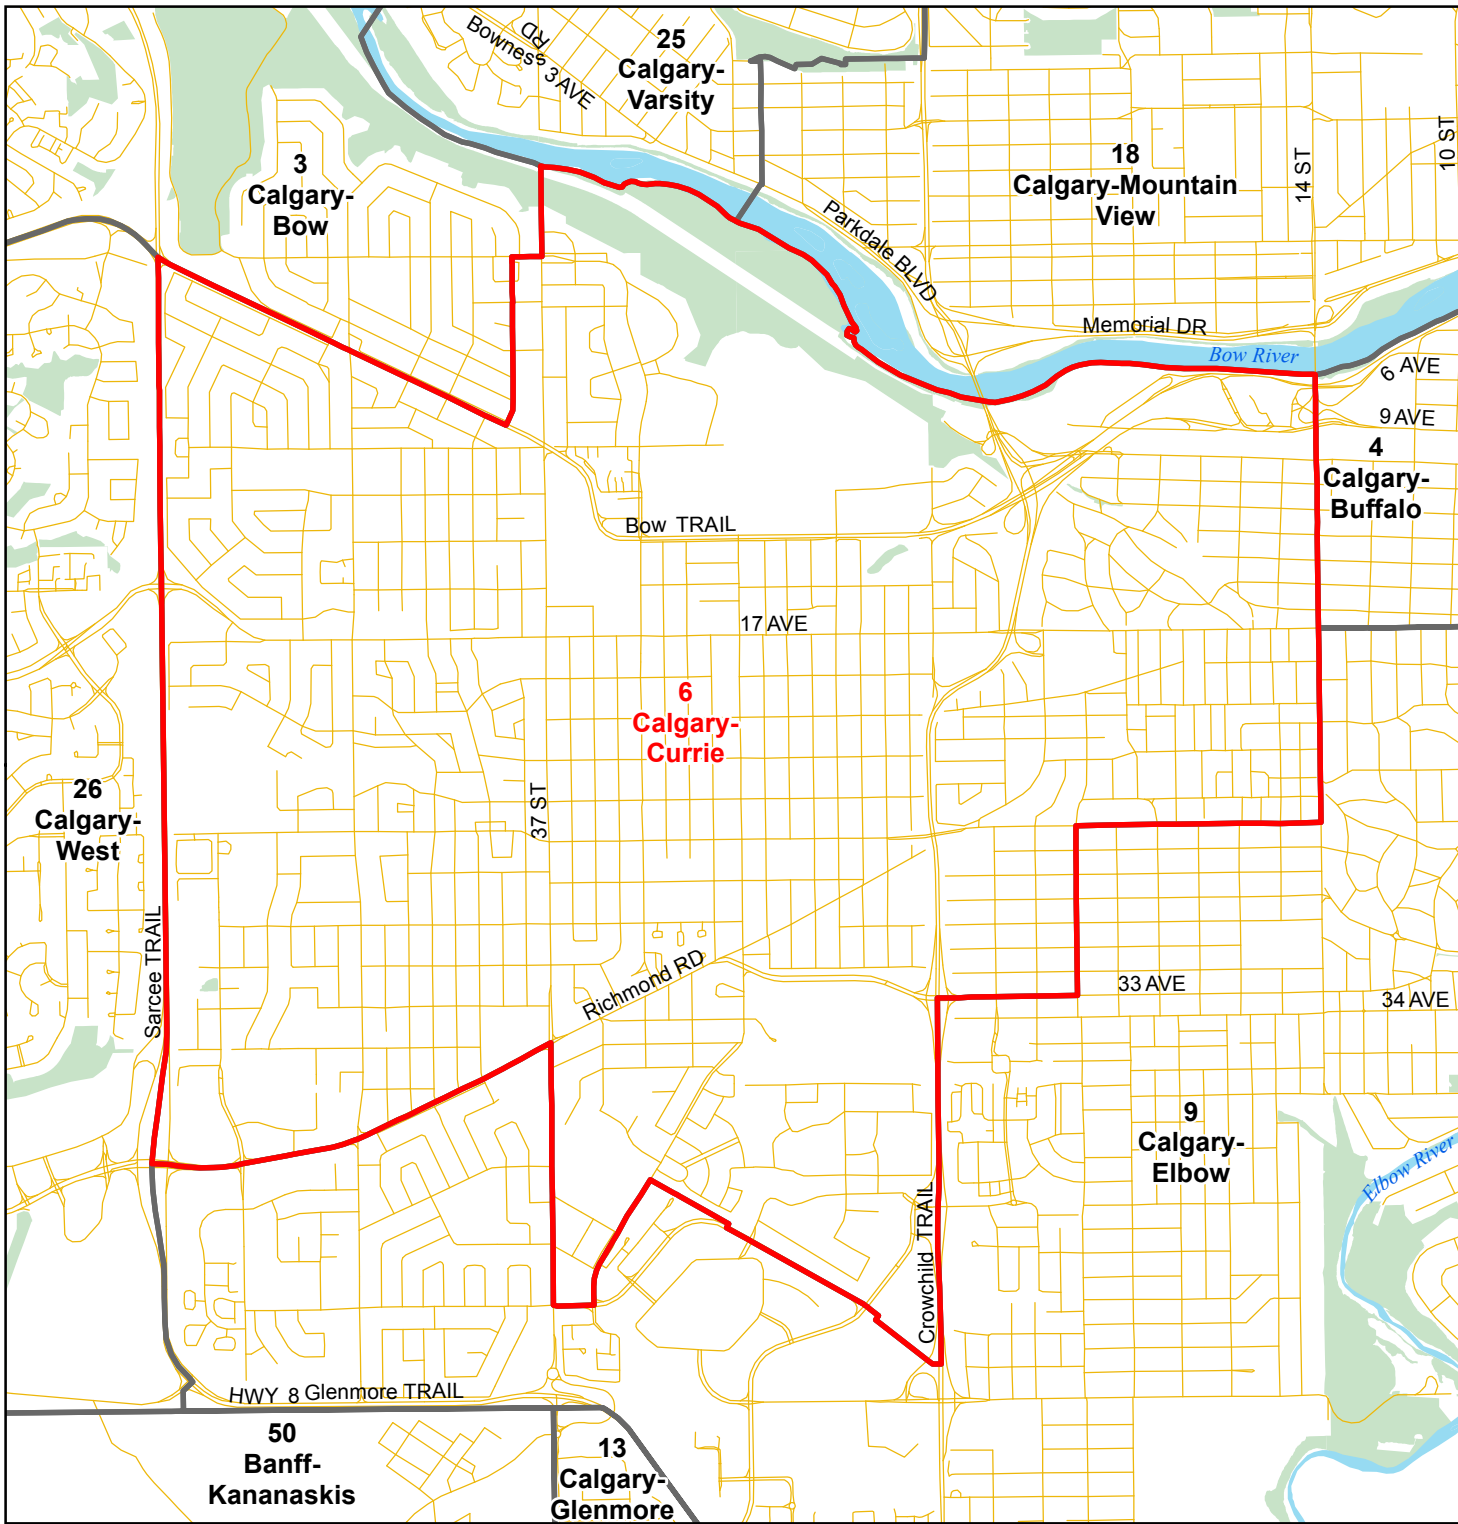 RD
Bowness
3 AVE
25
Calgary-
Varsity
3
Calgary-
Bow
18
Calgary-Mountain
View
14 ST
10 ST
Parkdale BLVD
Memorial DR
Bow River
6 AVE
9 AVE
4
Calgary-
Buffalo
Bow TRAIL
17 AVE
6
Calgary-
Currie
37 ST
26
Calgary-
West
Sarcee TRAIL
Richmond RD
33 AVE
34 AVE
9
Calgary-
Elbow
Elbow River
Crowchild TRAIL
HWY 8 Glenmore TRAIL
50
Banff-
Kananaskis
13
Calgary-
Glenmore